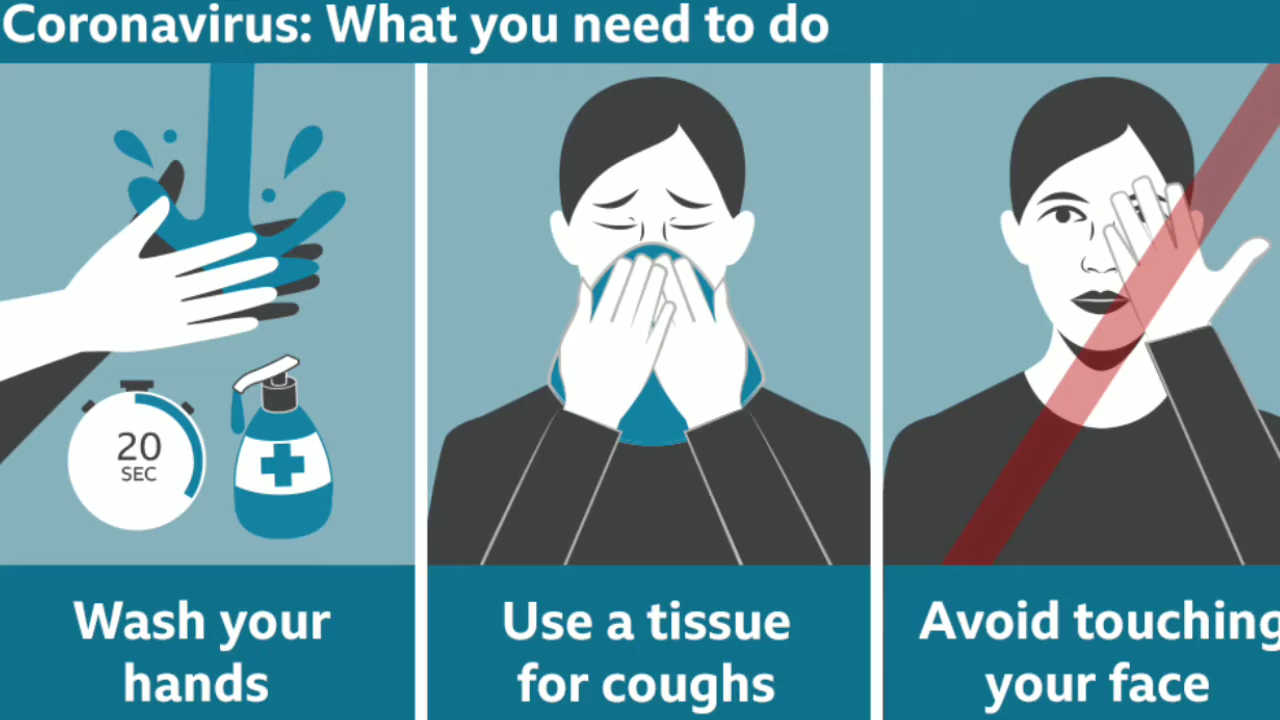 Coronavirus: What you need to do
20
SEC
Wash your
hands
Use a tissue
for coughs
Avoid touching
your face